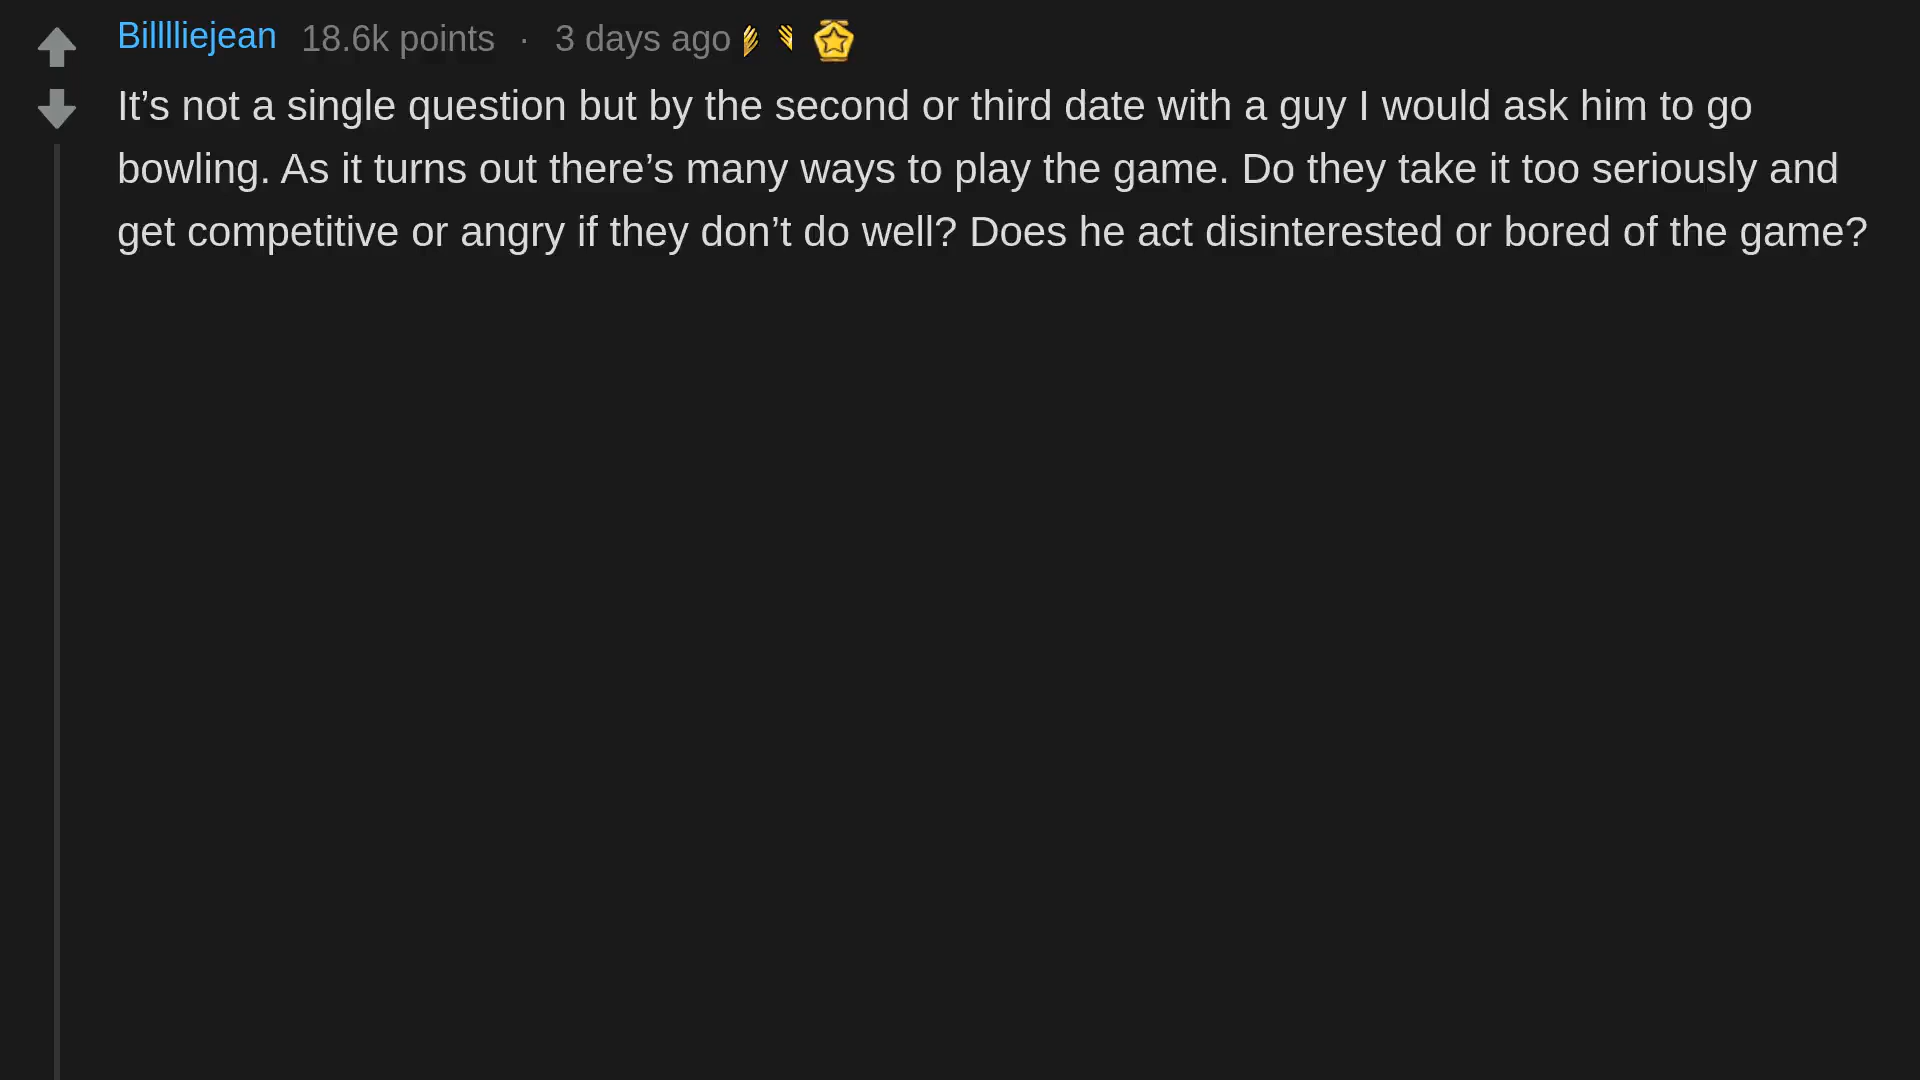 Billlliejean 18.6k points · 3 days ago
It’s not a single question but by the second or third date with a guy I would ask him to go
bowling. As it turns out there’s many ways to play the game. Do they take it too seriously and
get competitive or angry if they don’t do well? Does he act disinterested or bored of the game?